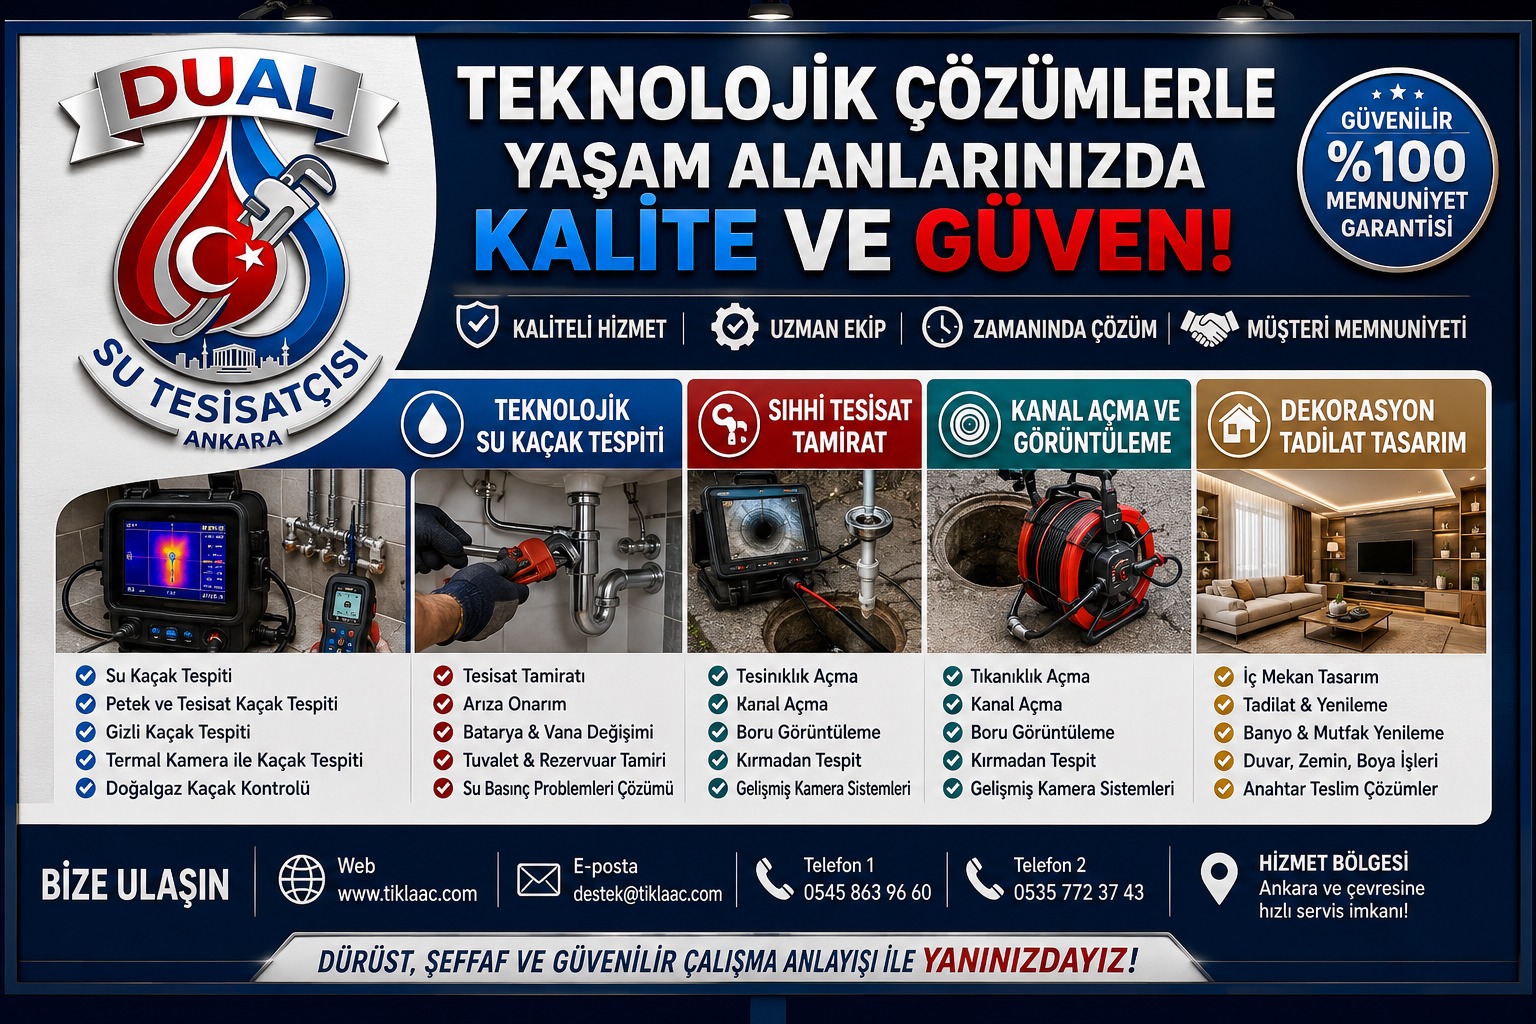 DUAL
SU TESİSATÇISI
ANKARA
TEKNOLOJİK ÇÖZÜMLERLE
YAŞAM ALANLARINIZDA
KALİTE VE GÜVEN!
GÜVENİLİR
%100
MEMNUNİYET
GARANTİSİ
KALİTELİ HİZMET
UZMAN EKİP
ZAMANINDA ÇÖZÜM
MÜŞTERİ MEMNUNİYETİ
TEKNOLOJİK
SU KAÇAK TESPİTİ
SIHHİ TESİSAT
TAMİRAT
KANAL AÇMA VE
GÖRÜNTÜLEME
DEKORASYON
TADİLAT TASARIM
Su Kaçak Tespiti
Petek ve Tesisat Kaçak Tespiti
Gizli Kaçak Tespiti
Termal Kamera ile Kaçak Tespiti
Doğalgaz Kaçak Kontrolü
Tesisat Tamiratı
Arıza Onarım
Batarya & Vana Değişimi
Tuvalet & Rezervuar Tamiri
Su Basınç Problemleri Çözümü
Tesinıklık Açma
Kanal Açma
Boru Görüntüleme
Kırmadan Tespit
Gelişmiş Kamera Sistemleri
Tıkanıklık Açma
Kanal Açma
Boru Görüntüleme
Kırmadan Tespit
Gelişmiş Kamera Sistemleri
İç Mekan Tasarım
Tadilat & Yenileme
Banyo & Mutfak Yenileme
Duvar, Zemin, Boya İşleri
Anahtar Teslim Çözümler
BİZE ULAŞIN
Web
www.tiklaac.com
E-posta
destek@tiklaac.com
Telefon 1
0545 863 96 60
Telefon 2
0535 772 37 43
HİZMET BÖLGESİ
Ankara ve çevresine
hızlı servis imkanı!
DÜRÜST, ŞEFFAF VE GÜVENİLİR ÇALIŞMA ANLAYIŞI İLE YANINIZDAYIZ!